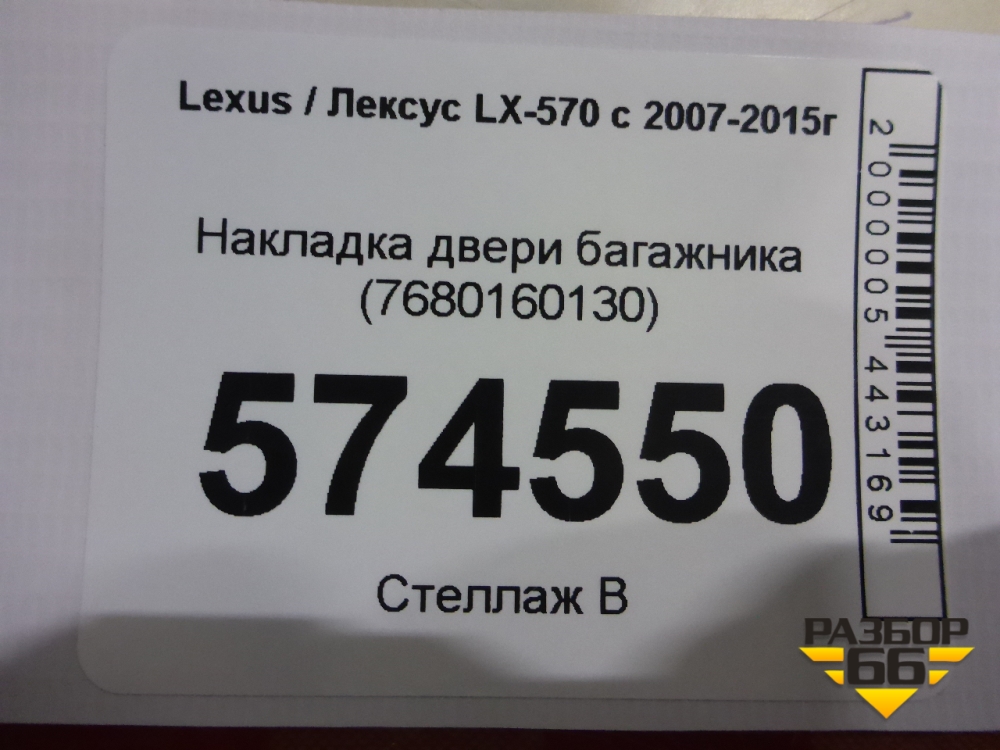 Lexus / Лексус LX-570 с 2007-2015г
Накладка двери багажника
(7680160130)
574550
Стеллаж В
2000005443169
РАЗБОР
66